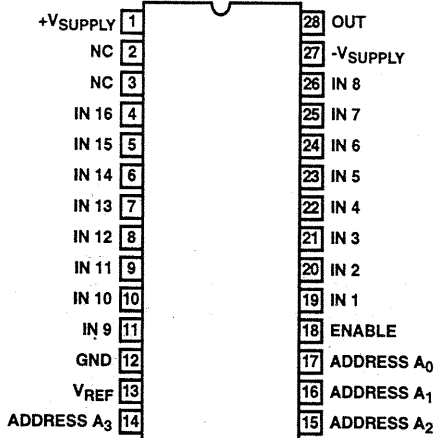 +VSUPPLY 1 28 OUT
NC 2 27 -VSUPPLY
NC 3 26 IN 8
IN 16 4 25 IN 7
IN 15 5 24 IN 6
IN 14 6 23 IN 5
IN 13 7 22 IN 4
IN 12 8 21 IN 3
IN 11 9 20 IN 2
IN 10 10 19 IN 1
IN 9 11 18 ENABLE
GND 12 17 ADDRESS A0
VREF 13 16 ADDRESS A1
ADDRESS A3 14 15 ADDRESS A2